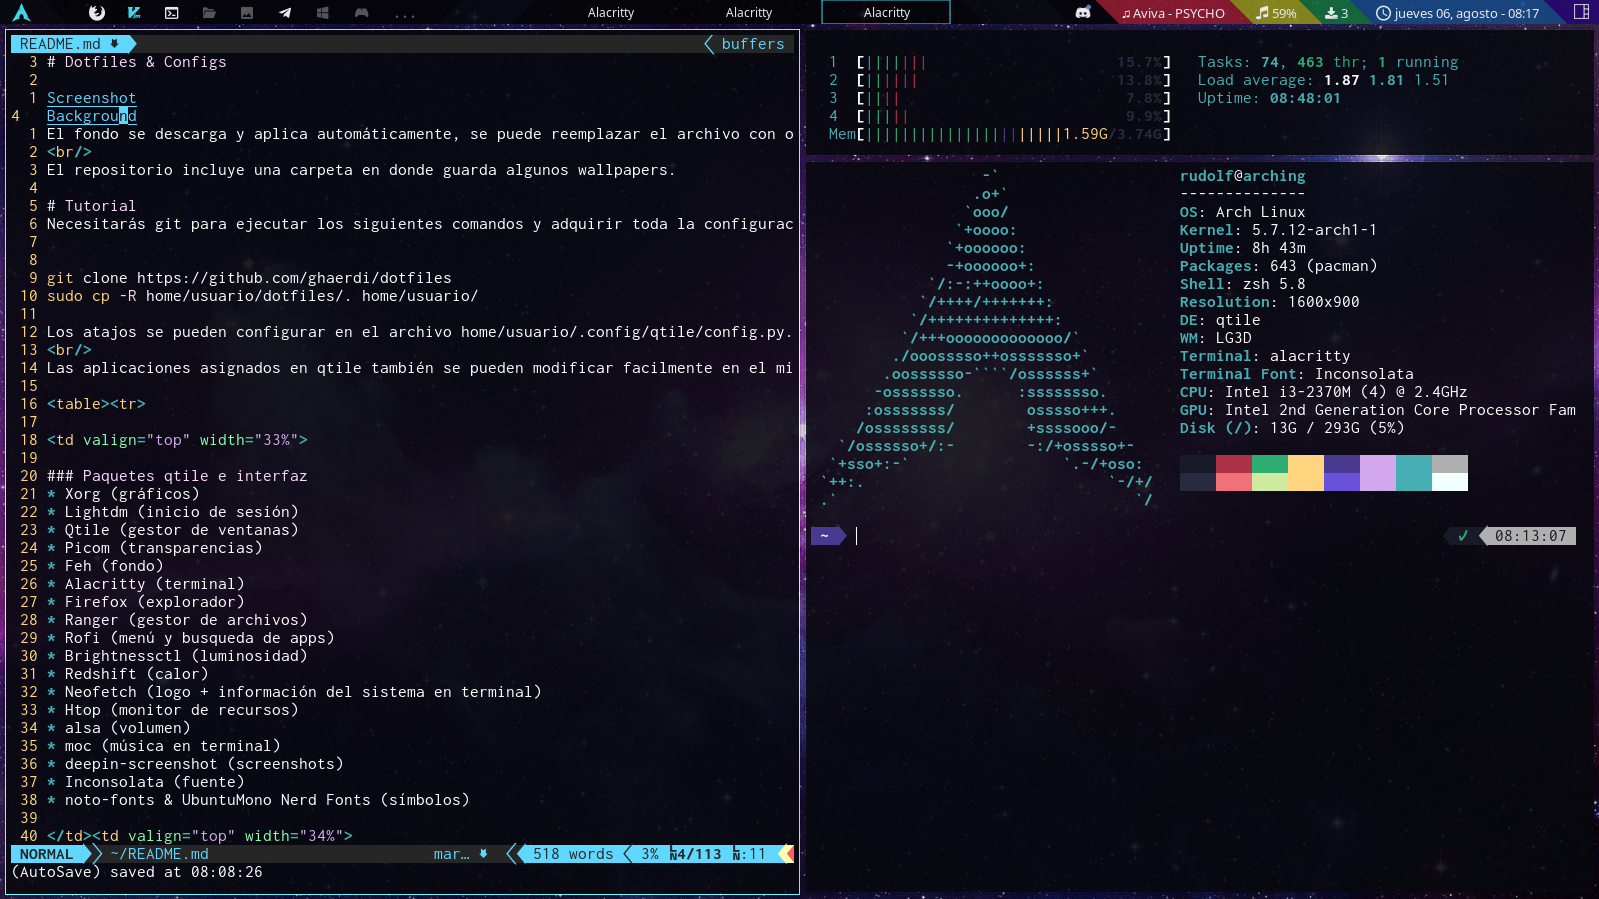 Alacritty
Alacritty
Alacritty
♫ Aviva - PSYCHO
59%
3
jueves 06, agosto - 08:17
README.md
buffers
3 # Dotfiles & Configs
2
1 Screenshot
4 Background
1 El fondo se descarga y aplica automáticamente, se puede reemplazar el archivo con o
2 <br/>
3 El repositorio incluye una carpeta en donde guarda algunos wallpapers.
4
5 # Tutorial
6 Necesitarás git para ejecutar los siguientes comandos y adquirir toda la configurac
7
8
9 git clone https://github.com/ghaerdi/dotfiles
10 sudo cp -R home/usuario/dotfiles/. home/usuario/
11
12 Los atajos se pueden configurar en el archivo home/usuario/.config/qtile/config.py.
13 <br/>
14 Las aplicaciones asignados en qtile también se pueden modificar facilmente en el mi
15
16 <table><tr>
17
18 <td valign="top" width="33%">
19
20 ### Paquetes qtile e interfaz
21 * Xorg (gráficos)
22 * Lightdm (inicio de sesión)
23 * Qtile (gestor de ventanas)
24 * Picom (transparencias)
25 * Feh (fondo)
26 * Alacritty (terminal)
27 * Firefox (explorador)
28 * Ranger (gestor de archivos)
29 * Rofi (menú y busqueda de apps)
30 * Brightnessctl (luminosidad)
31 * Redshift (calor)
32 * Neofetch (logo + información del sistema en terminal)
33 * Htop (monitor de recursos)
34 * alsa (volumen)
35 * moc (música en terminal)
36 * deepin-screenshot (screenshots)
37 * Inconsolata (fuente)
38 * noto-fonts & UbuntuMono Nerd Fonts (símbolos)
39
40 </td><td valign="top" width="34%">
NORMAL ~/README.md mar… 518 words 3% 4/113 :11
(AutoSave) saved at 08:08:26
1 [||||||| 15.7%]
2 [|||||| 13.8%]
3 [|||| 7.8%]
4 [||||| 9.9%]
Mem[||||||||||||||||||||||1.59G/3.74G]
Tasks: 74, 463 thr; 1 running
Load average: 1.87 1.81 1.51
Uptime: 08:48:01
rudolf@arching
--------------
OS: Arch Linux
Kernel: 5.7.12-arch1-1
Uptime: 8h 43m
Packages: 643 (pacman)
Shell: zsh 5.8
Resolution: 1600x900
DE: qtile
WM: LG3D
Terminal: alacritty
Terminal Font: Inconsolata
CPU: Intel i3-2370M (4) @ 2.4GHz
GPU: Intel 2nd Generation Core Processor Fam
Disk (/): 13G / 293G (5%)
~
✓ 08:13:07